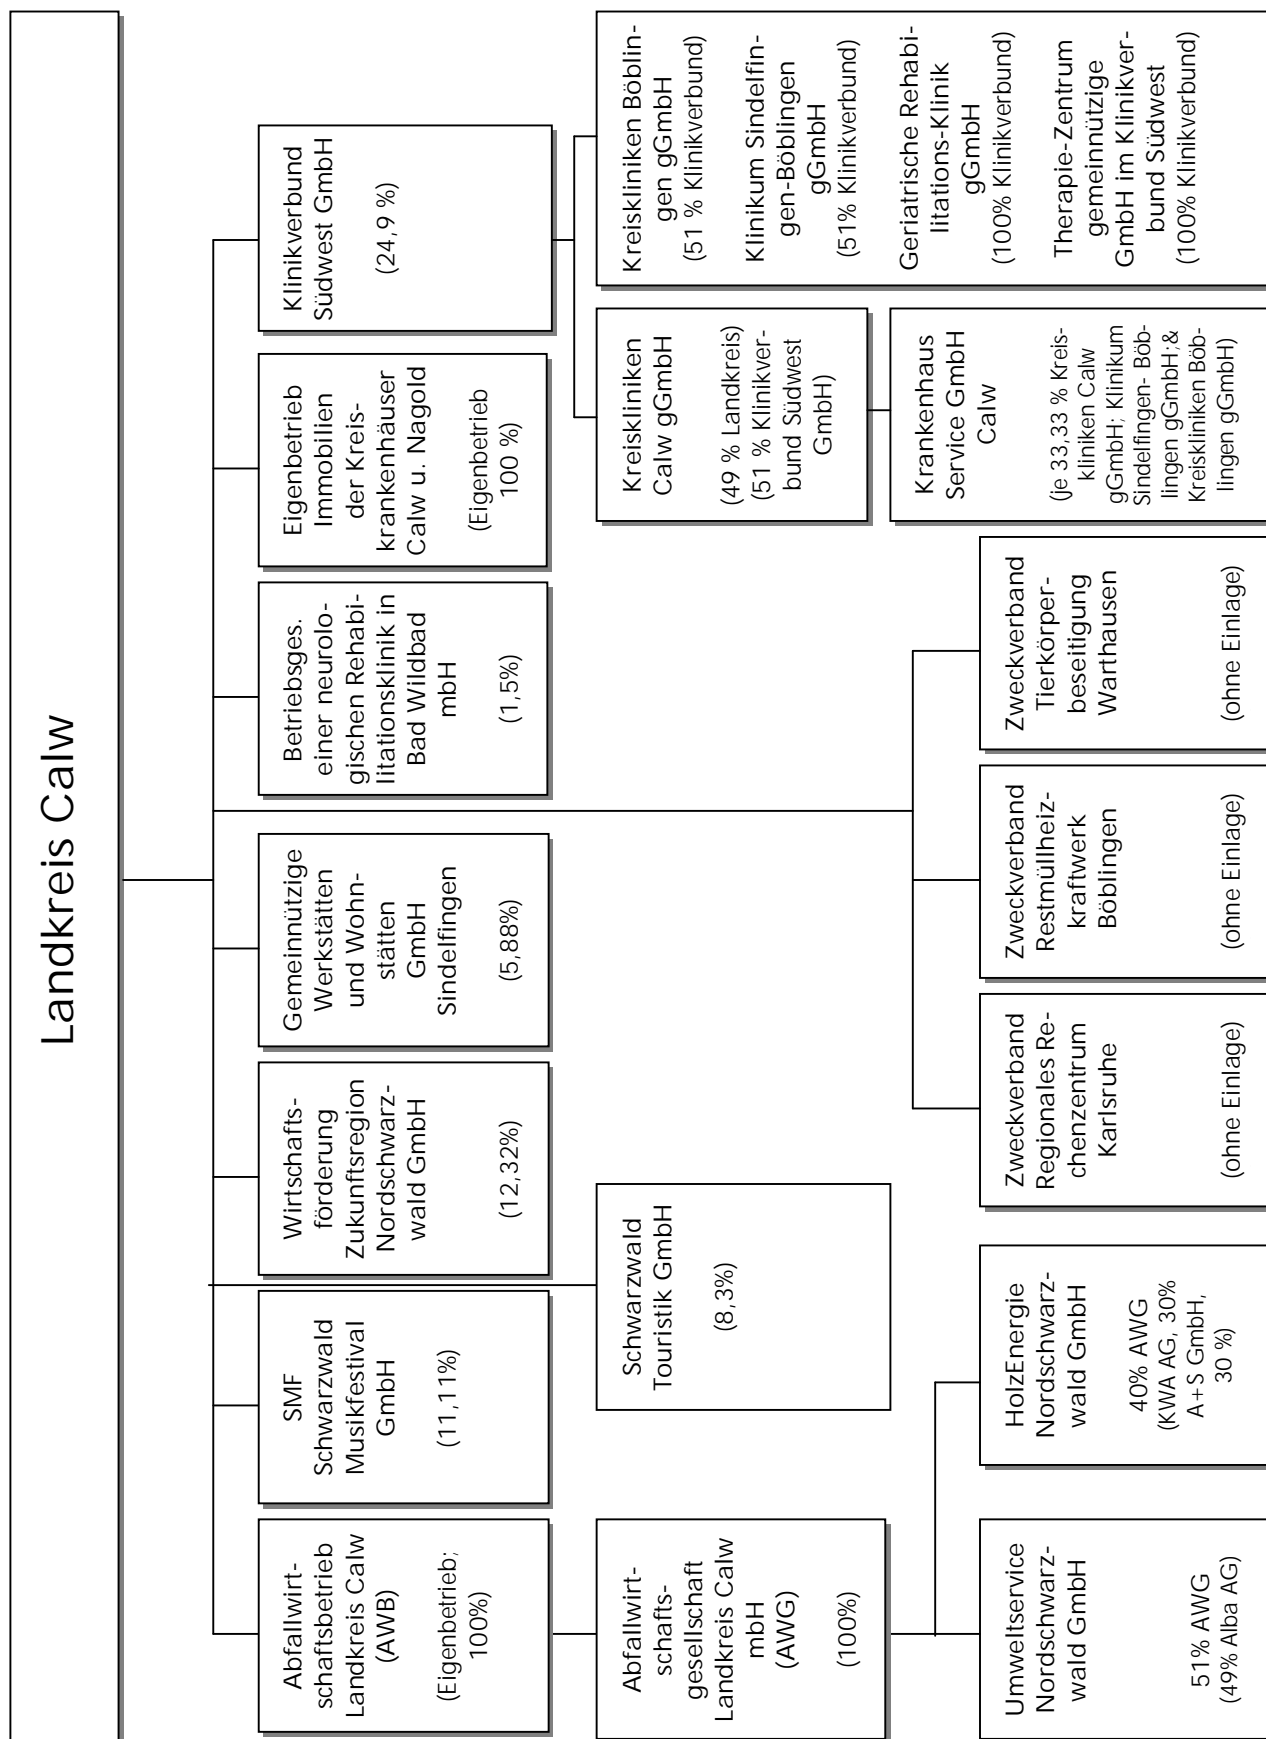 Landkreis Calw
Abfallwirt-
schaftsbetrieb
Landkreis Calw
(AWB)
(Eigenbetrieb;
100%)
SMF
Schwarzwald
Musikfestival
GmbH
(11,11%)
Wirtschafts-
förderung
Zukunftsregion
Nordschwarz-
wald GmbH
(12,32%)
Gemeinnützige
Werkstätten
und Wohn-
stätten
GmbH
Sindelfingen
(5,88%)
Betriebsges.
einer neurolo-
gischen Rehabi-
litationsklinik in
Bad Wildbad
mbH
(1,5%)
Eigenbetrieb
Immobilien
der Kreis-
krankenhäuser
Calw u. Nagold
(Eigenbetrieb
100 %)
Klinikverbund
Südwest GmbH
(24,9 %)
Abfallwirt-
schafts-
gesellschaft
Landkreis Calw
mbH
(AWG)
(100%)
Schwarzwald
Touristik GmbH
(8,3%)
Kreiskliniken
Calw gGmbH
(49 % Landkreis)
(51 % Klinikver-
bund Südwest
GmbH)
Kreiskliniken Böblin-
gen gGmbH
(51 % Klinikverbund)
Klinikum Sindelfin-
gen-Böblingen
gGmbH
(51% Klinikverbund)
Geriatrische Rehabi-
litations-Klinik
gGmbH
(100% Klinikverbund)
Therapie-Zentrum
gemeinnützige
GmbH im Klinikver-
bund Südwest
(100% Klinikverbund)
Krankenhaus
Service GmbH
Calw
(je 33,33 % Kreis-
kliniken Calw
gGmbH; Klinikum
Sindelfingen- Böb-
lingen gGmbH;&
Kreiskliniken Böb-
lingen gGmbH)
Umweltservice
Nordschwarz-
wald GmbH
51% AWG
(49% Alba AG)
HolzEnergie
Nordschwarz-
wald GmbH
40% AWG
(KWA AG, 30%
A+S GmbH,
30 %)
Zweckverband
Regionales Re-
chenzentrum
Karlsruhe
(ohne Einlage)
Zweckverband
Restmüllheiz-
kraftwerk
Böblingen
(ohne Einlage)
Zweckverband
Tierkörper-
beseitigung
Warthausen
(ohne Einlage)